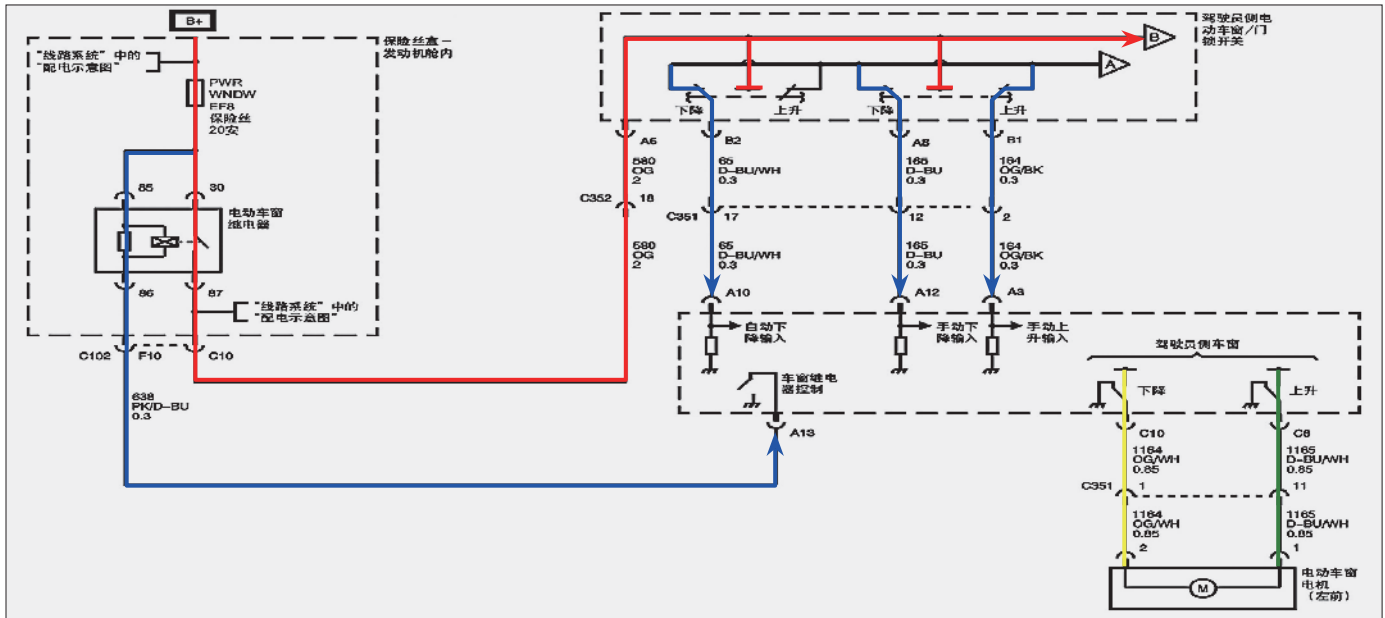 B+
"线路系统"中的
"配电示意图"
保险丝盒－
发动机舱内
PWR
WNDW
EF8
保险丝
20安
85
30
电动车窗
继电器
86
87
"线路系统"中的
"配电示意图"
C102
F10
C10
638
PK/D-BU
0.3
驾驶员侧电
动车窗/门
锁开关
B
A
下降
上升
下降
上升
A6
B2
A8
B1
580
OG
2
65
D-BU/WH
0.3
165
D-BU
0.3
164
OG/BK
0.3
C352
18
C351
17
12
2
580
OG
2
65
D-BU/WH
0.3
165
D-BU
0.3
164
OG/BK
0.3
A10
A12
A3
自动下
降输入
手动下
降输入
手动上
升输入
驾驶员侧车窗
车窗继电
器控制
下降
上升
A13
C10
C8
1164
OG/WH
0.85
1165
D-BU/WH
0.85
C351
1
11
1164
OG/WH
0.85
1165
D-BU/WH
0.85
2
1
M
电动车窗
电机
（左前）